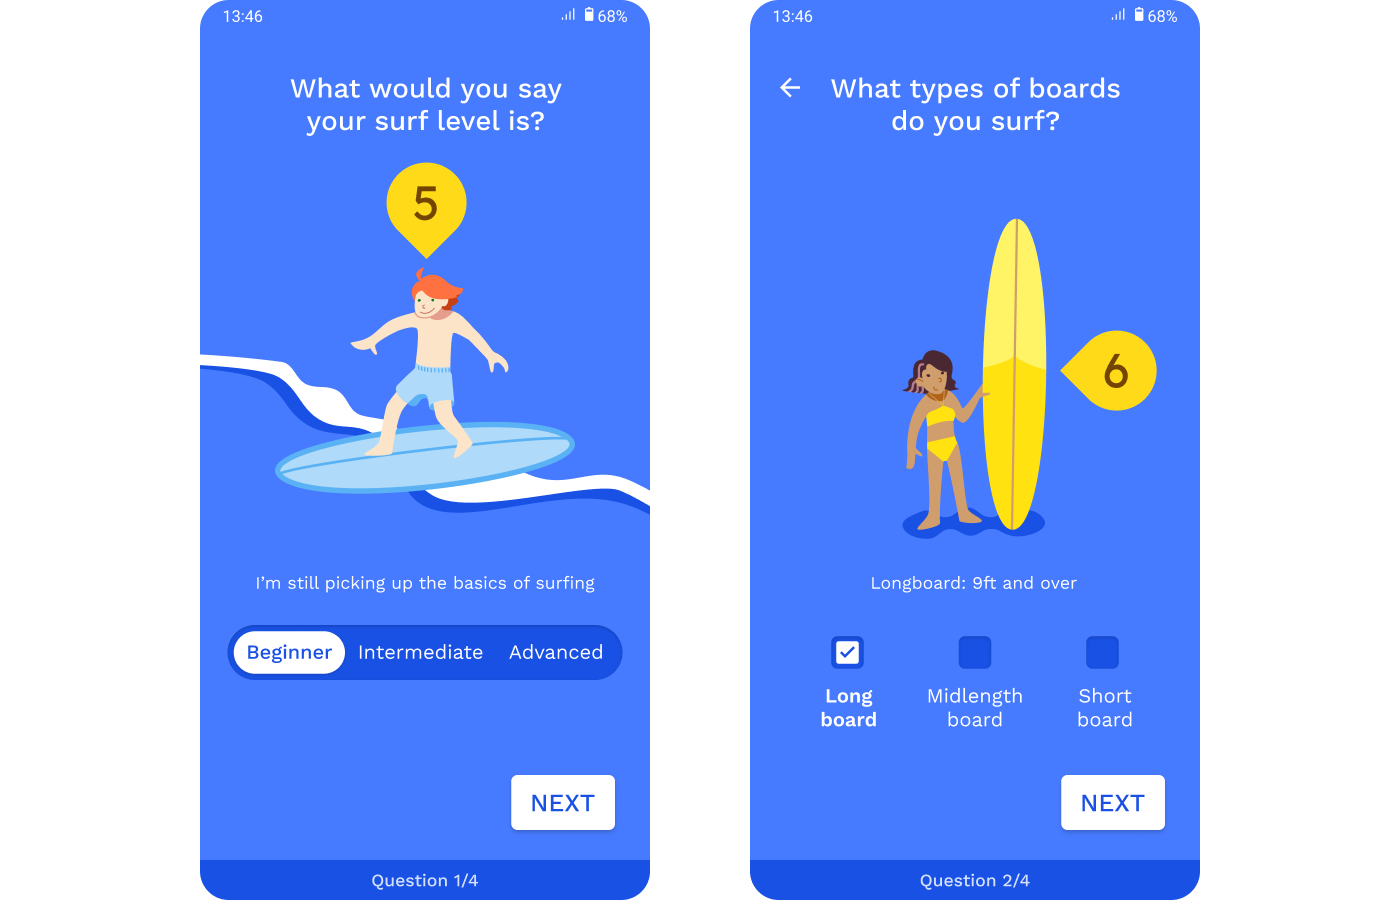 13:46
68%
What would you say
your surf level is?
5
I'm still picking up the basics of surfing
Beginner Intermediate Advanced
NEXT
Question 1/4
13:46
68%
What types of boards
do you surf?
6
Longboard: 9ft and over
Long
board
Midlength
board
Short
board
NEXT
Question 2/4